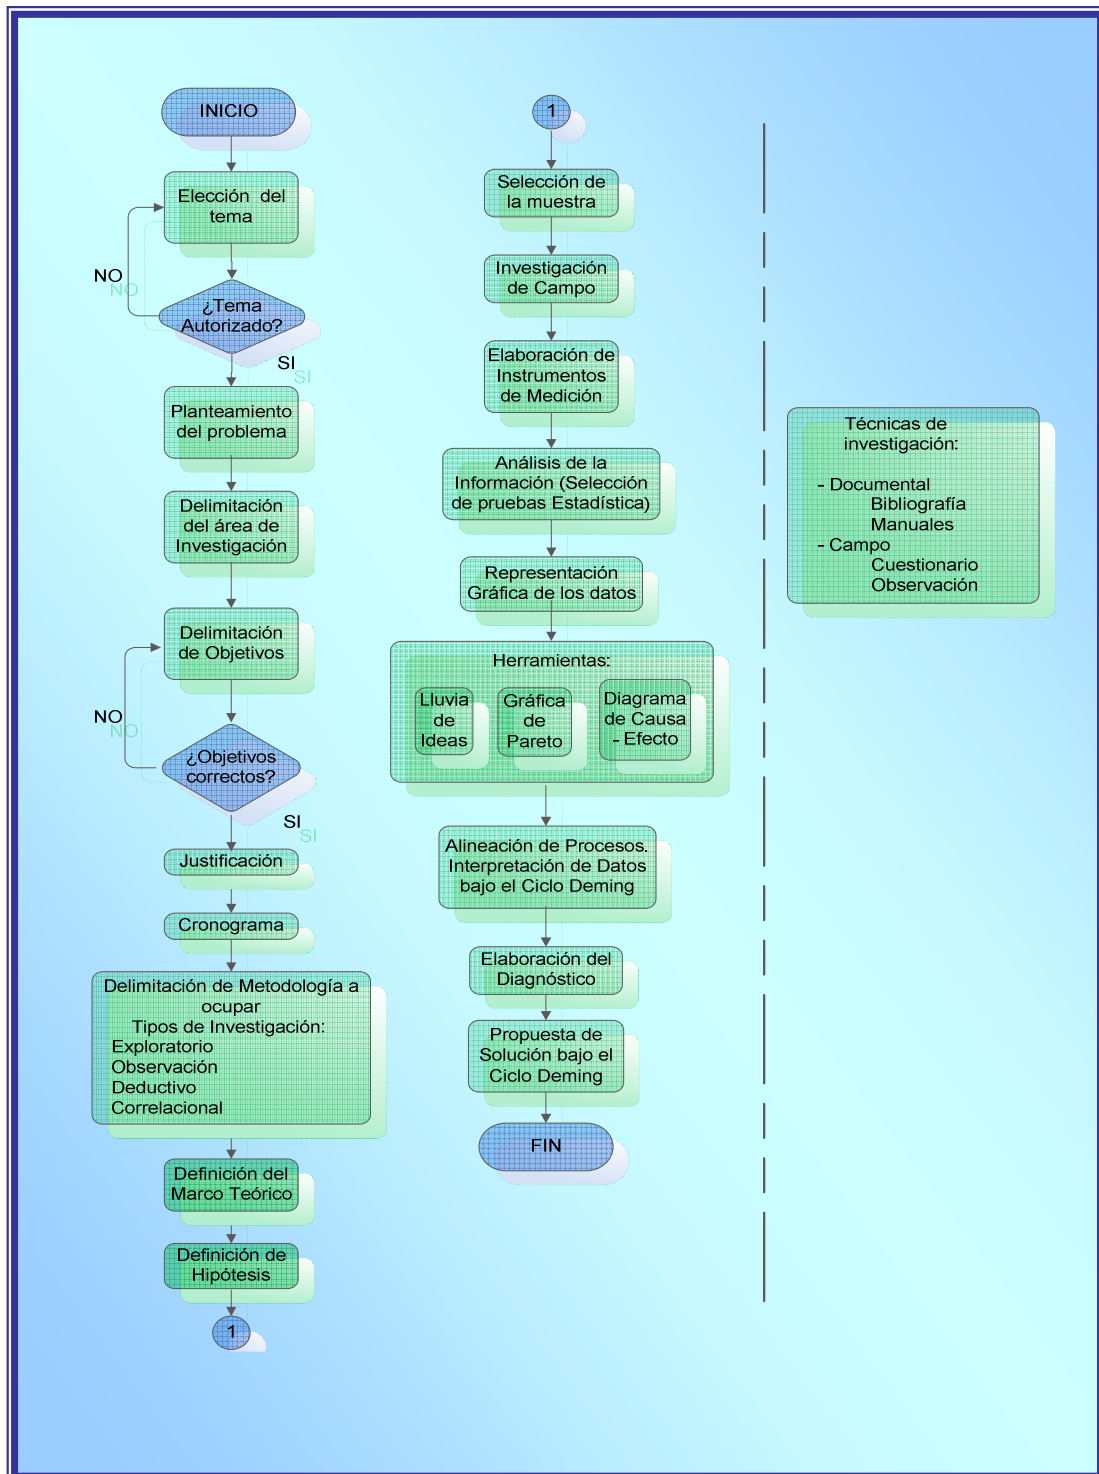 INICIO
Elección del
tema
NO
NO
¿Tema
Autorizado?
SI
SI
Planteamiento
del problema
Delimitación
del área de
Investigación
Delimitación
de Objetivos
NO
NO
¿Objetivos
correctos?
SI
SI
Justificación
Cronograma
Delimitación de Metodología a
ocupar
Tipos de Investigación:
Exploratorio
Observación
Deductivo
Correlacional
Definición del
Marco Teórico
Definición de
Hipótesis
1
1
Selección de
la muestra
Investigación
de Campo
Elaboración de
Instrumentos
de Medición
Análisis de la
Información (Selección
de pruebas Estadística)
Representación
Gráfica de los datos
Herramientas:
Lluvia
de
Ideas
Gráfica
de
Pareto
Diagrama
de Causa
- Efecto
Alineación de Procesos.
Interpretación de Datos
bajo el Ciclo Deming
Elaboración del
Diagnóstico
Propuesta de
Solución bajo el
Ciclo Deming
FIN
Técnicas de
investigación:
- Documental
Bibliografía
Manuales
- Campo
Cuestionario
Observación